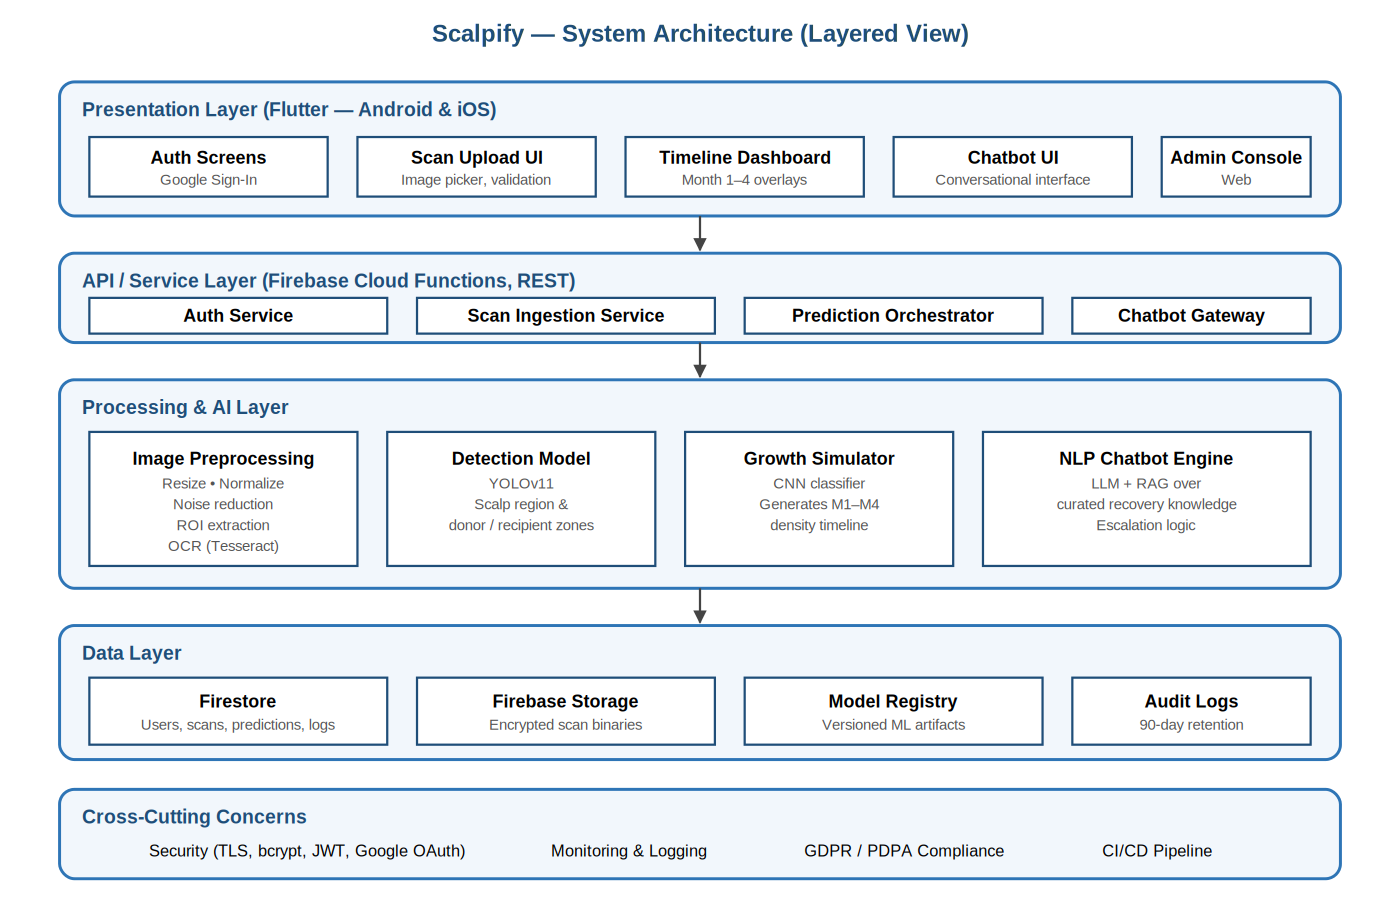 Scalpify — System Architecture (Layered View)
Presentation Layer (Flutter — Android & iOS)
Auth Screens
Google Sign-In
Scan Upload UI
Image picker, validation
Timeline Dashboard
Month 1–4 overlays
Chatbot UI
Conversational interface
Admin Console
Web
API / Service Layer (Firebase Cloud Functions, REST)
Auth Service
Scan Ingestion Service
Prediction Orchestrator
Chatbot Gateway
Processing & AI Layer
Image Preprocessing
Resize • Normalize
Noise reduction
ROI extraction
OCR (Tesseract)
Detection Model
YOLOv11
Scalp region &
donor / recipient zones
Growth Simulator
CNN classifier
Generates M1–M4
density timeline
NLP Chatbot Engine
LLM + RAG over
curated recovery knowledge
Escalation logic
Data Layer
Firestore
Users, scans, predictions, logs
Firebase Storage
Encrypted scan binaries
Model Registry
Versioned ML artifacts
Audit Logs
90-day retention
Cross-Cutting Concerns
Security (TLS, bcrypt, JWT, Google OAuth)
Monitoring & Logging
GDPR / PDPA Compliance
CI/CD Pipeline